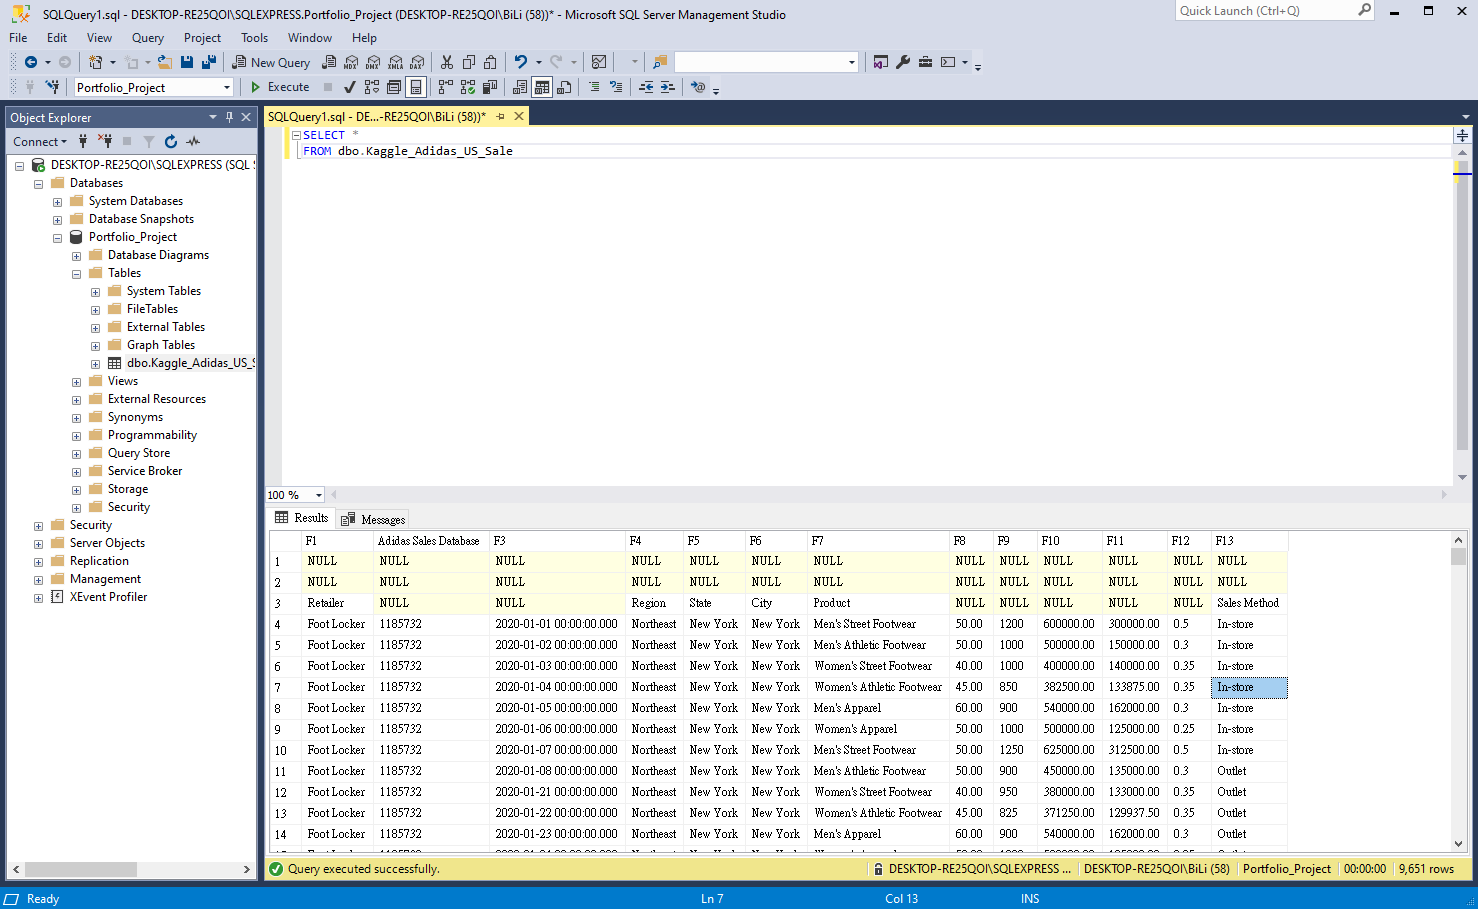 SQLQuery1.sql - DESKTOP-RE25QOI\SQLEXPRESS.Portfolio_Project (DESKTOP-RE25QOI\BiLi (58))* - Microsoft SQL Server Management Studio
Quick Launch (Ctrl+Q)
File Edit View Query Project Tools Window Help
New Query MDX DMX XMLA DAX
Portfolio_Project Execute
Object Explorer
Connect
DESKTOP-RE25QOI\SQLEXPRESS (SQL S
Databases
System Databases
Database Snapshots
Portfolio_Project
Database Diagrams
Tables
System Tables
FileTables
External Tables
Graph Tables
dbo.Kaggle_Adidas_US_S
Views
External Resources
Synonyms
Programmability
Query Store
Service Broker
Storage
Security
Security
Server Objects
Replication
Management
XEvent Profiler
SQLQuery1.sql - DE...-RE25QOI\BiLi (58))*
SELECT *
FROM dbo.Kaggle_Adidas_US_Sale
100 %
Results Messages
F1 Adidas Sales Database F3 F4 F5 F6 F7 F8 F9 F10 F11 F12 F13
1 NULL NULL NULL NULL NULL NULL NULL NULL NULL NULL NULL NULL NULL
2 NULL NULL NULL NULL NULL NULL NULL NULL NULL NULL NULL NULL NULL
3 Retailer NULL NULL Region State City Product NULL NULL NULL NULL NULL Sales Method
4 Foot Locker 1185732 2020-01-01 00:00:00.000 Northeast New York New York Men's Street Footwear 50.00 1200 600000.00 300000.00 0.5 In-store
5 Foot Locker 1185732 2020-01-02 00:00:00.000 Northeast New York New York Men's Athletic Footwear 50.00 1000 500000.00 150000.00 0.3 In-store
6 Foot Locker 1185732 2020-01-03 00:00:00.000 Northeast New York New York Women's Street Footwear 40.00 1000 400000.00 140000.00 0.35 In-store
7 Foot Locker 1185732 2020-01-04 00:00:00.000 Northeast New York New York Women's Athletic Footwear 45.00 850 382500.00 133875.00 0.35 In-store
8 Foot Locker 1185732 2020-01-05 00:00:00.000 Northeast New York New York Men's Apparel 60.00 900 540000.00 162000.00 0.3 In-store
9 Foot Locker 1185732 2020-01-06 00:00:00.000 Northeast New York New York Women's Apparel 50.00 1000 500000.00 125000.00 0.25 In-store
10 Foot Locker 1185732 2020-01-07 00:00:00.000 Northeast New York New York Men's Street Footwear 50.00 1250 625000.00 312500.00 0.5 In-store
11 Foot Locker 1185732 2020-01-08 00:00:00.000 Northeast New York New York Men's Athletic Footwear 50.00 900 450000.00 135000.00 0.3 Outlet
12 Foot Locker 1185732 2020-01-21 00:00:00.000 Northeast New York New York Women's Street Footwear 40.00 950 380000.00 133000.00 0.35 Outlet
13 Foot Locker 1185732 2020-01-22 00:00:00.000 Northeast New York New York Women's Athletic Footwear 45.00 825 371250.00 129937.50 0.35 Outlet
14 Foot Locker 1185732 2020-01-23 00:00:00.000 Northeast New York New York Men's Apparel 60.00 900 540000.00 162000.00 0.3 Outlet
Query executed successfully. DESKTOP-RE25QOI\SQLEXPRESS ... DESKTOP-RE25QOI\BiLi (58) Portfolio_Project 00:00:00 9,651 rows
Ready Ln 7 Col 13 INS